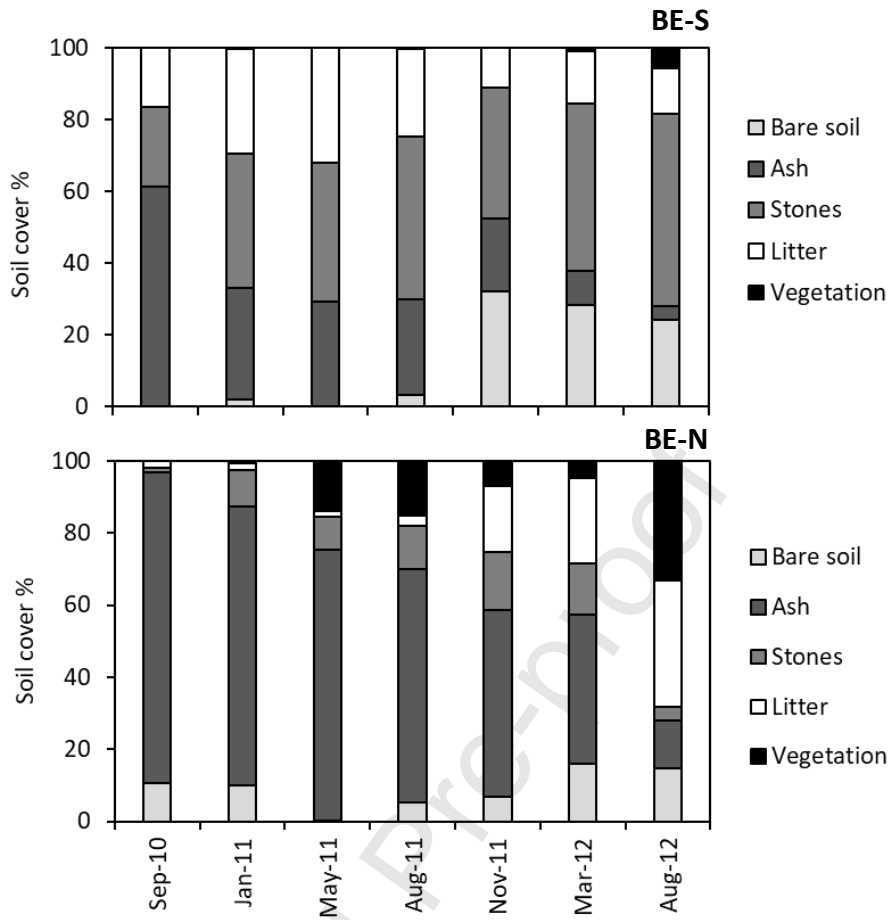 BE-S
100
80
60
40
20
0
Soil cover %
Bare soil
Ash
Stones
Litter
Vegetation
BE-N
100
80
60
40
20
0
Soil cover %
Bare soil
Ash
Stones
Litter
Vegetation
Sep-10
Jan-11
May-11
Aug-11
Nov-11
Mar-12
Aug-12
Pre-proof